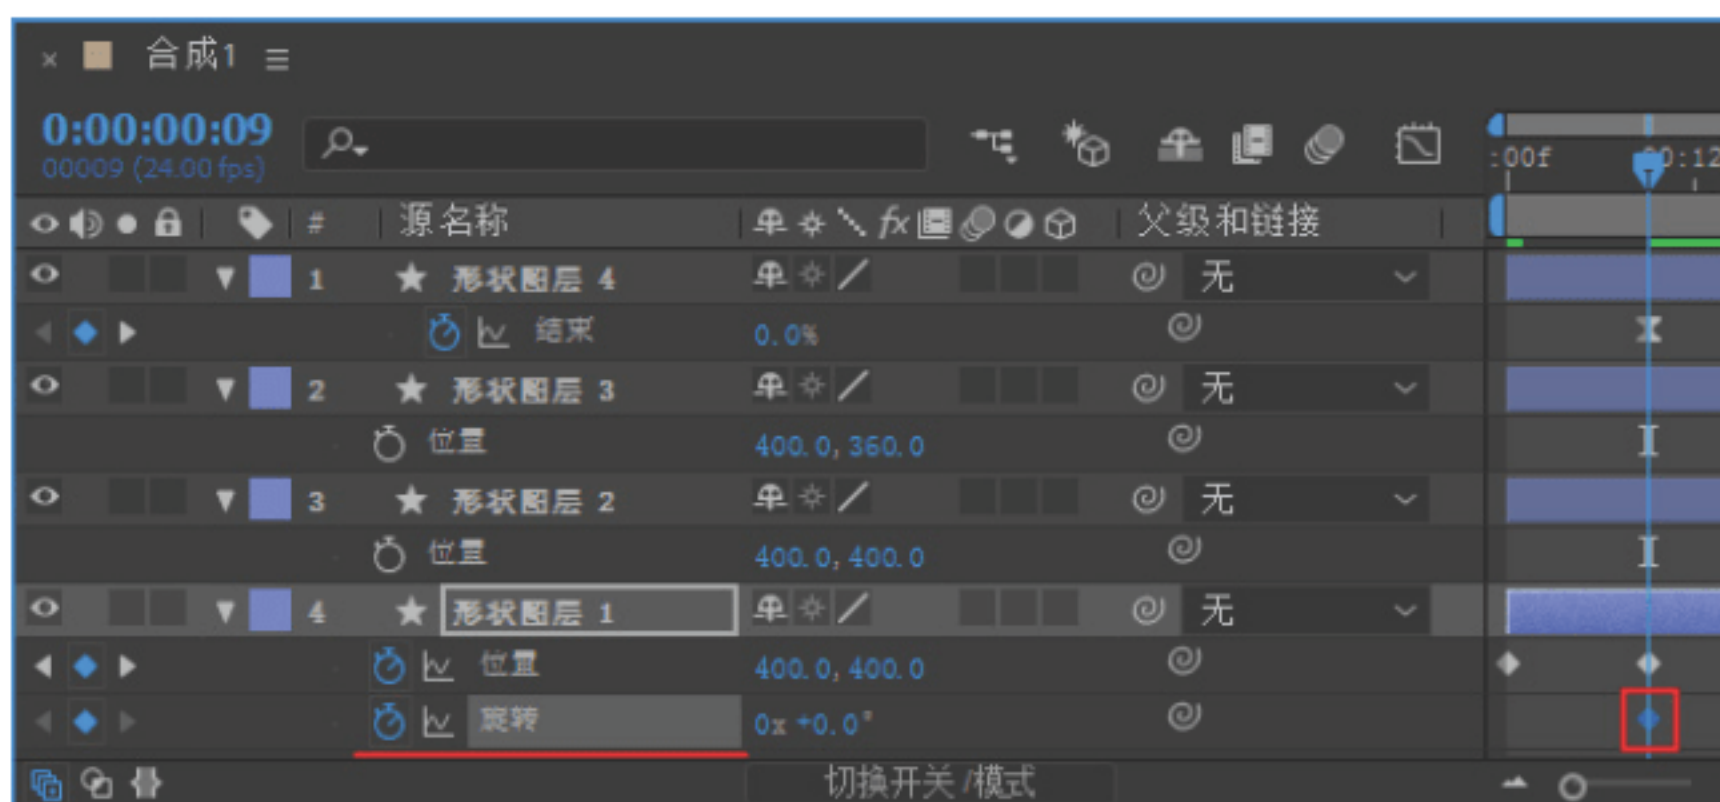 合成1
0:00:00:09
00009 (24.00 fps)
:00f
00:12
# 源名称 fx 父级和链接
1 形状图层 4 无
结束 0.0%
2 形状图层 3 无
位置 400.0, 360.0
3 形状图层 2 无
位置 400.0, 400.0
4 形状图层 1 无
位置 400.0, 400.0
旋转 0x +0.0°
切换开关 /模式